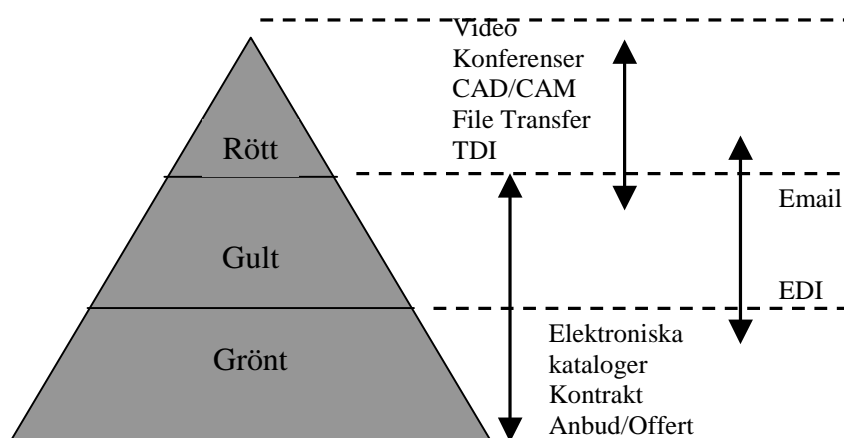 Video
Konferenser
CAD/CAM
File Transfer
TDI
Rött
Email
Gult
EDI
Elektroniska
kataloger
Kontrakt
Anbud/Offert
Grönt